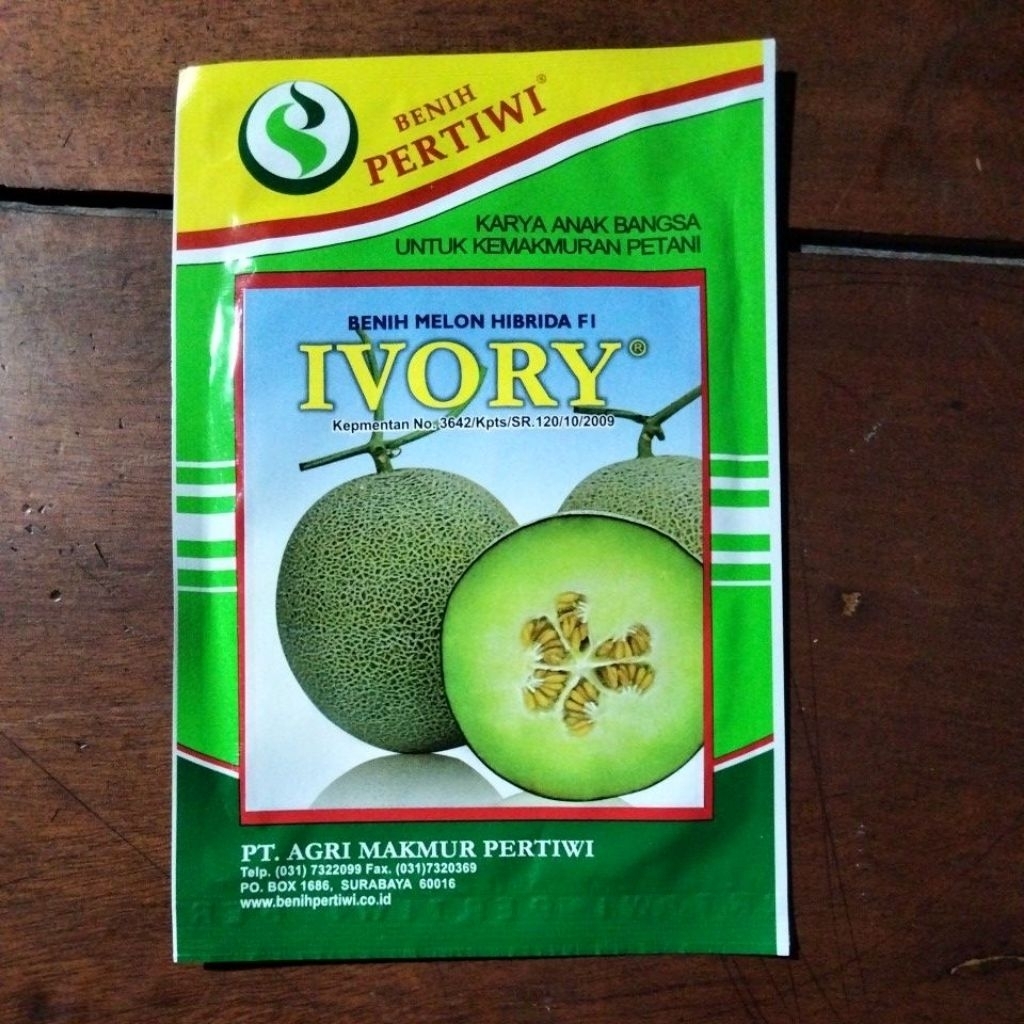 BENIH
PERTIWI®
KARYA ANAK BANGSA
UNTUK KEMAKMURAN PETANI
BENIH MELON HIBRIDA F1
IVORY®
Kepmentan No. 3642/Kpts/SR.120/10/2009
PT. AGRI MAKMUR PERTIWI
Telp. (031) 7322099 Fax. (031)7320369
PO. BOX 1686, SURABAYA 60016
www.benihpertiwi.co.id